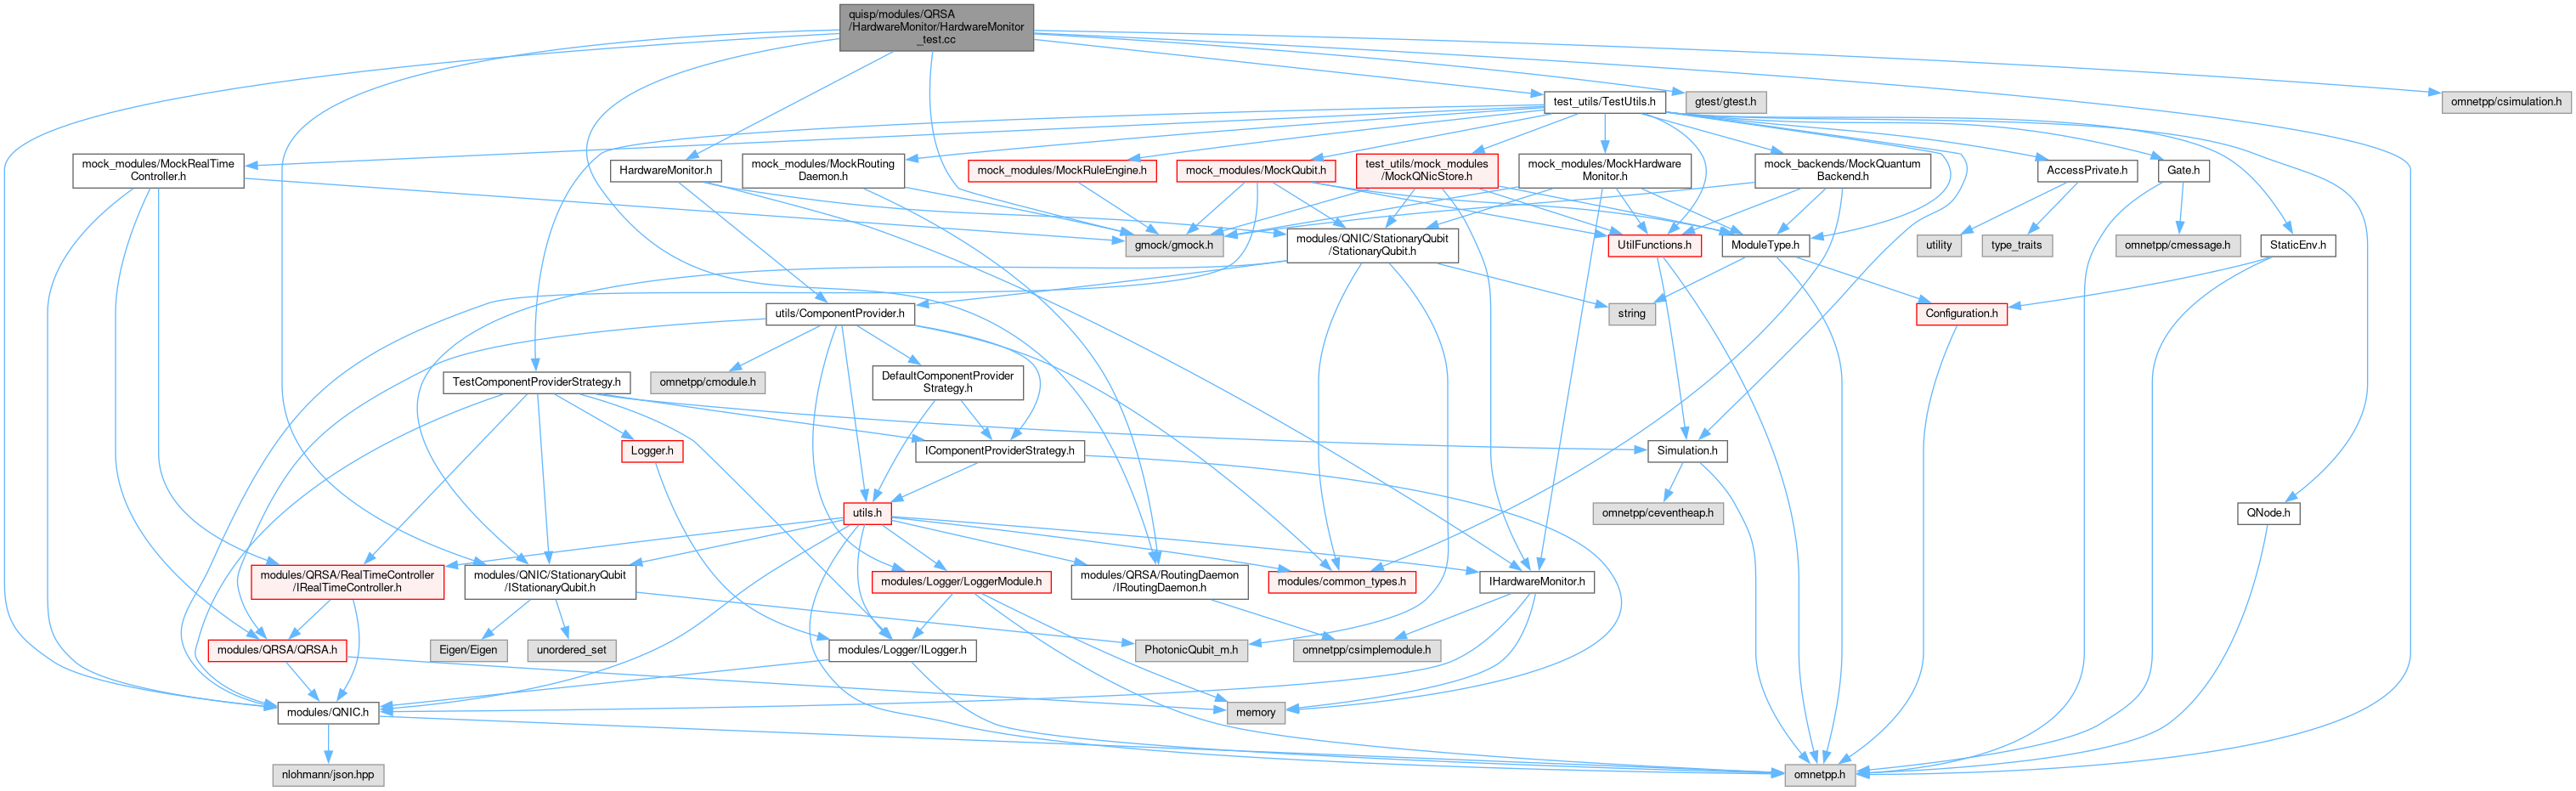 quisp/modules/QRSA
/HardwareMonitor/HardwareMonitor
_test.cc
test_utils/TestUtils.h
gtest/gtest.h
omnetpp/csimulation.h
mock_modules/MockRealTime
Controller.h
HardwareMonitor.h
mock_modules/MockRouting
Daemon.h
mock_modules/MockRuleEngine.h
mock_modules/MockQubit.h
test_utils/mock_modules
/MockQNicStore.h
mock_modules/MockHardware
Monitor.h
mock_backends/MockQuantum
Backend.h
AccessPrivate.h
Gate.h
gmock/gmock.h
modules/QNIC/StationaryQubit
/StationaryQubit.h
UtilFunctions.h
ModuleType.h
utility
type_traits
omnetpp/cmessage.h
StaticEnv.h
utils/ComponentProvider.h
string
Configuration.h
TestComponentProviderStrategy.h
omnetpp/cmodule.h
DefaultComponentProvider
Strategy.h
Logger.h
IComponentProviderStrategy.h
Simulation.h
utils.h
omnetpp/ceventheap.h
QNode.h
modules/QRSA/RealTimeController
/IRealTimeController.h
modules/QNIC/StationaryQubit
/IStationaryQubit.h
modules/Logger/LoggerModule.h
modules/QRSA/RoutingDaemon
/IRoutingDaemon.h
modules/common_types.h
IHardwareMonitor.h
modules/QRSA/QRSA.h
Eigen/Eigen
unordered_set
modules/Logger/ILogger.h
PhotonicQubit_m.h
omnetpp/csimplemodule.h
modules/QNIC.h
memory
nlohmann/json.hpp
omnetpp.h